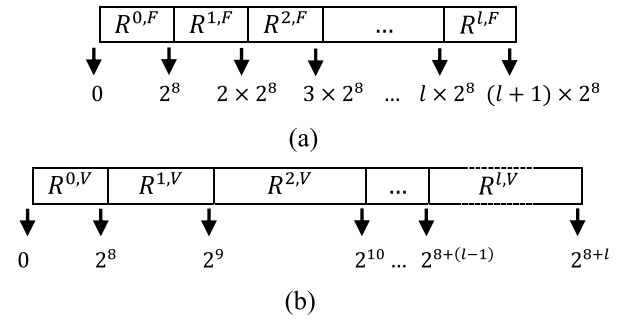 R^{0,F} R^{1,F} R^{2,F} ... R^{l,F}
0 2^8 2 × 2^8 3 × 2^8 ... l × 2^8 (l + 1) × 2^8
(a)
R^{0,V} R^{1,V} R^{2,V} ... R^{l,V}
0 2^8 2^9 2^{10} ... 2^{8+(l-1)} 2^{8+l}
(b)